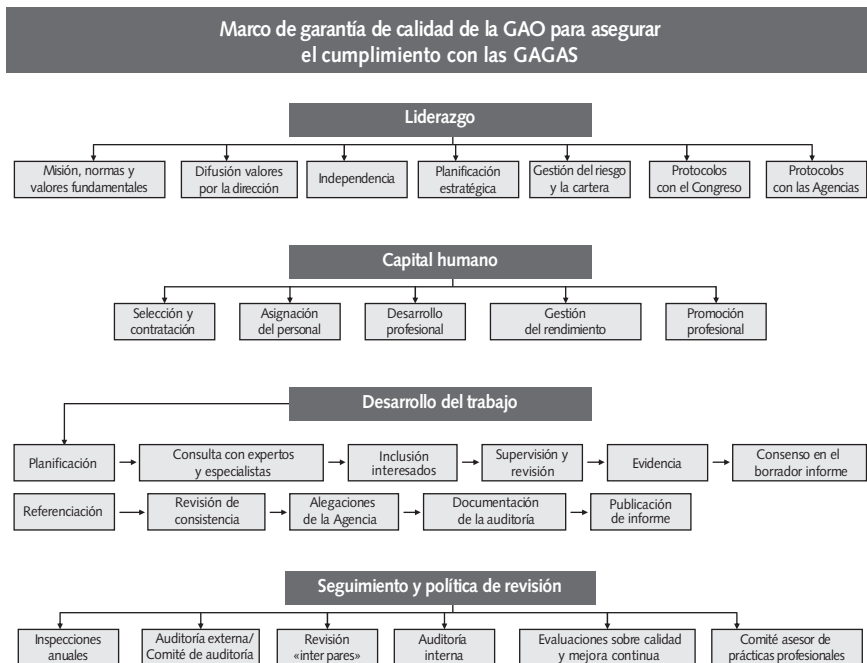 Marco de garantía de calidad de la GAO para asegurar
el cumplimiento con las GAGAS
Liderazgo
Misión, normas y
valores fundamentales
Difusión valores
por la dirección
Independencia
Planificación
estratégica
Gestión del riesgo
y la cartera
Protocolos
con el Congreso
Protocolos
con las Agencias
Capital humano
Selección y
contratación
Asignación
del personal
Desarrollo
profesional
Gestión
del rendimiento
Promoción
profesional
Desarrollo del trabajo
Planificación
Consulta con expertos
y especialistas
Inclusión
interesados
Supervisión y
revisión
Evidencia
Consenso en el
borrador informe
Referenciación
Revisión de
consistencia
Alegaciones
de la Agencia
Documentación
de la auditoría
Publicación
de informe
Seguimiento y política de revisión
Inspecciones
anuales
Auditoría externa/
Comité de auditoría
Revisión
«inter pares»
Auditoría
interna
Evaluaciones sobre calidad
y mejora continua
Comité asesor de
prácticas profesionales